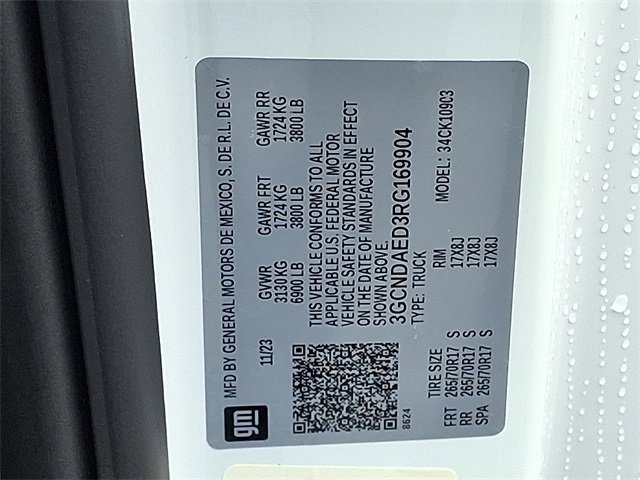 gm
MFD BY GENERAL MOTORS DE MEXICO, S. DE R.L. DE C.V.
11/23 GVWR GAWR FRT GAWR RR
3130 KG 1724 KG 1724 KG
6900 LB 3800 LB 3800 LB
THIS VEHICLE CONFORMS TO ALL
APPLICABLE U.S. FEDERAL MOTOR
VEHICLE SAFETY STANDARDS IN EFFECT
ON THE DATE OF MANUFACTURE
SHOWN ABOVE.
3GCNDAED3RG169904
TYPE: TRUCK MODEL: 34CK10903
8624
TIRE SIZE RIM
FRT 265/70R17 S 17X8J
RR 265/70R17 S 17X8J
SPA 265/70R17 S 17X8J